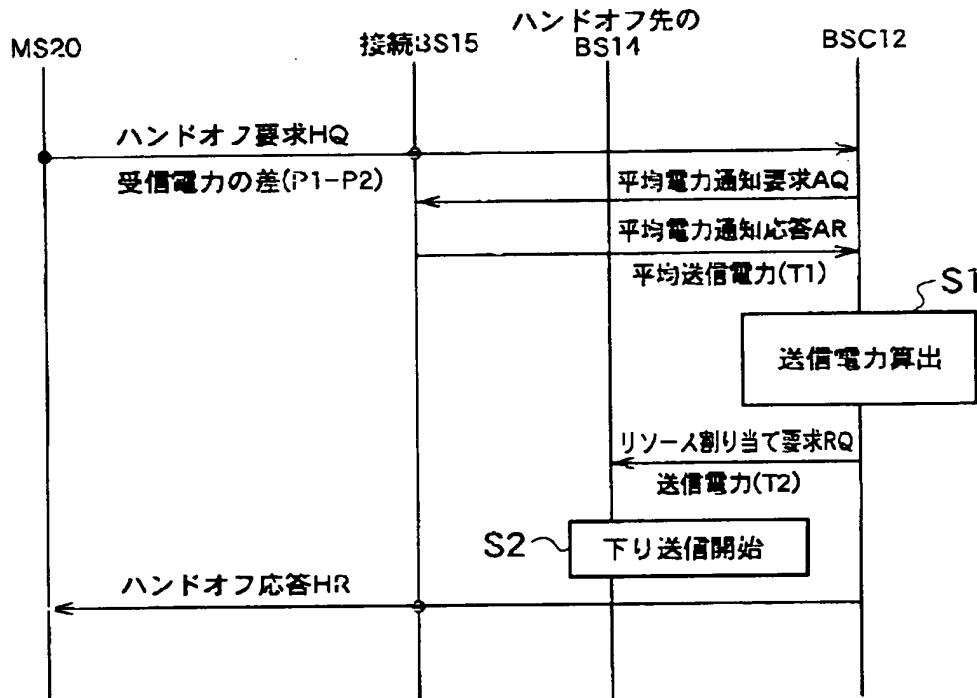 MS20
接続BS15
ハンドオフ先の
BS14
BSC12
ハンドオフ要求HQ
受信電力の差(P1-P2)
平均電力通知要求AQ
平均電力通知応答AR
平均送信電力(T1)
S1
送信電力算出
リソース割り当て要求RQ
送信電力(T2)
S2
下り送信開始
ハンドオフ応答HR